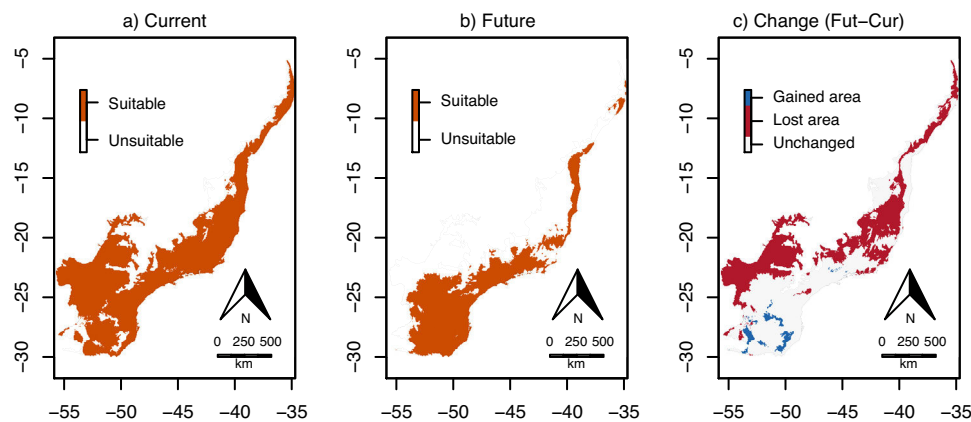 a) Current
−5
−10
−15
−20
−25
−30
Suitable
Unsuitable
N
0 250 500
km
−55 −50 −45 −40 −35
b) Future
−5
−10
−15
−20
−25
−30
Suitable
Unsuitable
N
0 250 500
km
−55 −50 −45 −40 −35
c) Change (Fut−Cur)
−5
−10
−15
−20
−25
−30
Gained area
Lost area
Unchanged
N
0 250 500
km
−55 −50 −45 −40 −35